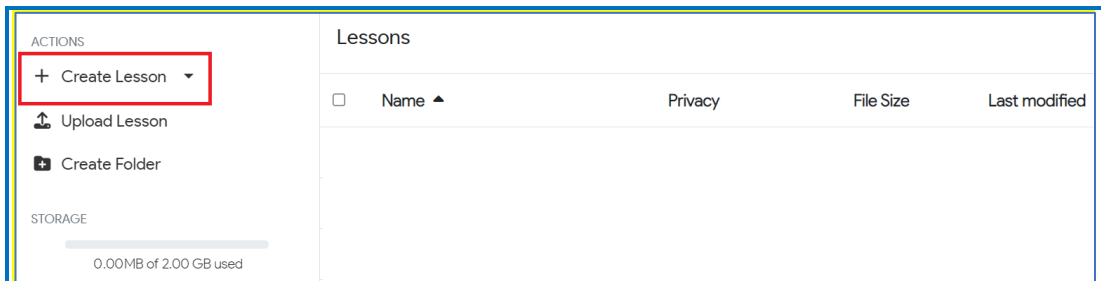 ACTIONS
+ Create Lesson
Upload Lesson
Create Folder
STORAGE
0.00MB of 2.00 GB used
Lessons
Name Privacy File Size Last modified